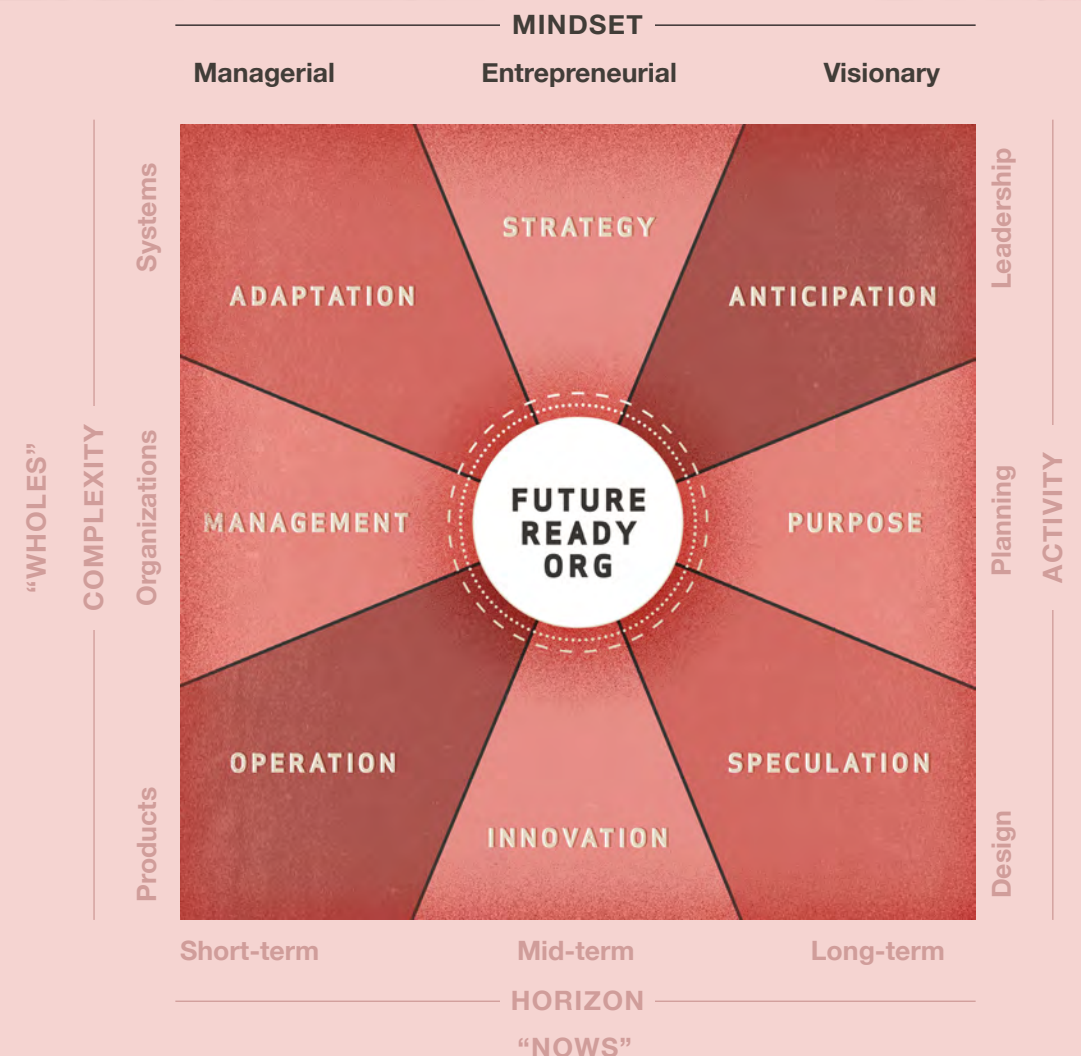 MINDSET
Managerial Entrepreneurial Visionary
Systems
Leadership
STRATEGY
ADAPTATION
ANTICIPATION
"WHOLES"
COMPLEXITY
Organizations
MANAGEMENT
FUTURE
READY
ORG
PURPOSE
Planning
ACTIVITY
OPERATION
SPECULATION
INNOVATION
Products
Design
Short-term Mid-term Long-term
HORIZON
“NOWS”